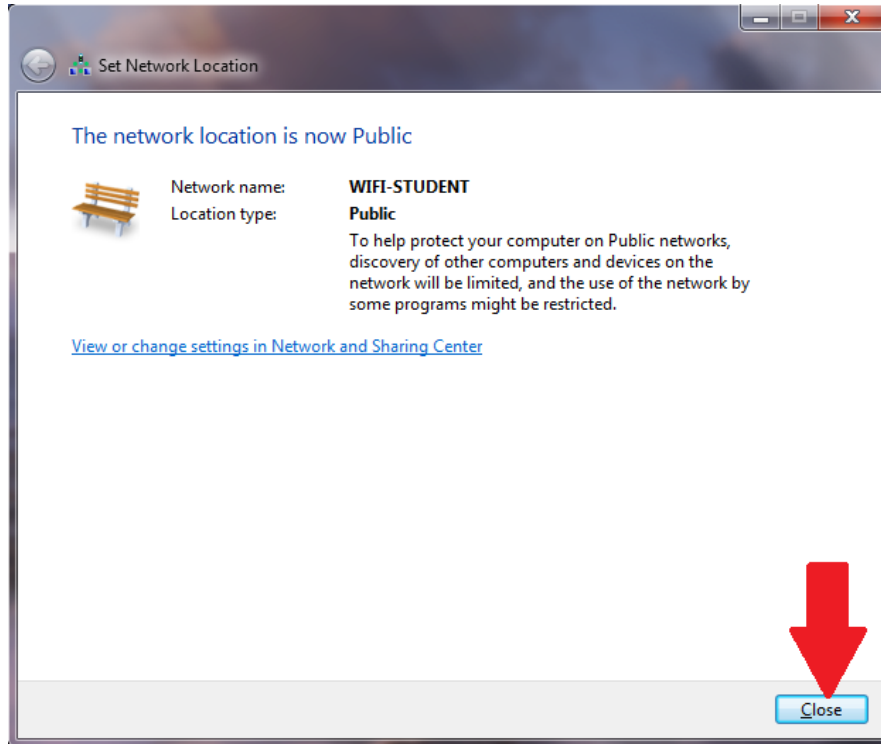 Set Network Location
The network location is now Public
Network name: WIFI-STUDENT
Location type: Public
To help protect your computer on Public networks,
discovery of other computers and devices on the
network will be limited, and the use of the network by
some programs might be restricted.
View or change settings in Network and Sharing Center
Close